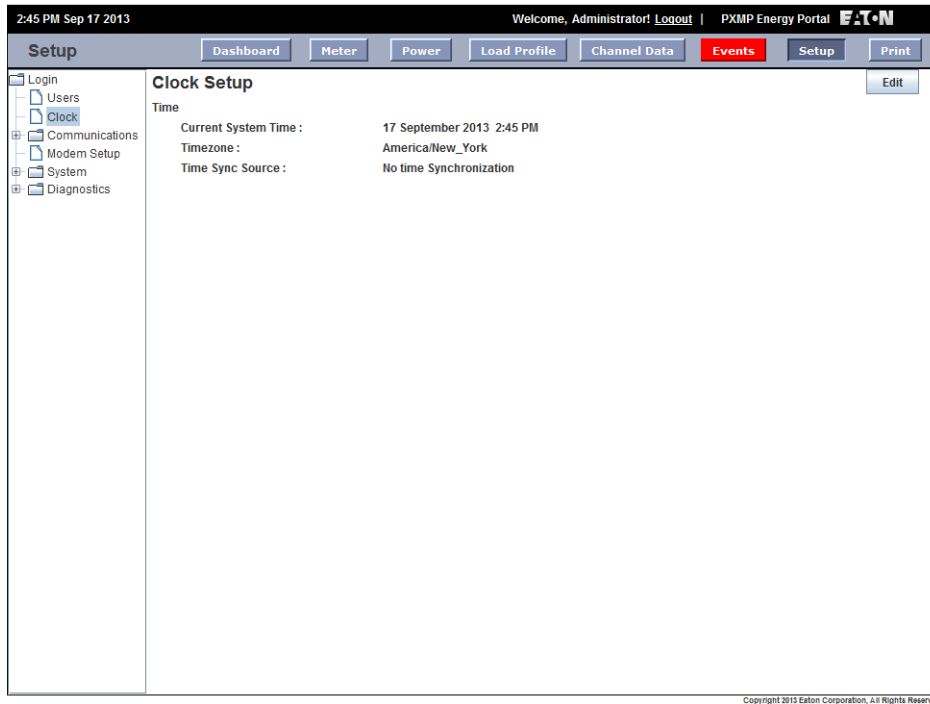 2:45 PM Sep 17 2013 Welcome, Administrator! Logout | PXMP Energy Portal EATON
Setup Dashboard Meter Power Load Profile Channel Data Events Setup Print
Login
Users
Clock
Communications
Modem Setup
System
Diagnostics
Clock Setup Edit
Time
Current System Time : 17 September 2013 2:45 PM
Timezone : America/New_York
Time Sync Source : No time Synchronization
Copyright 2013 Eaton Corporation, All Rights Reser